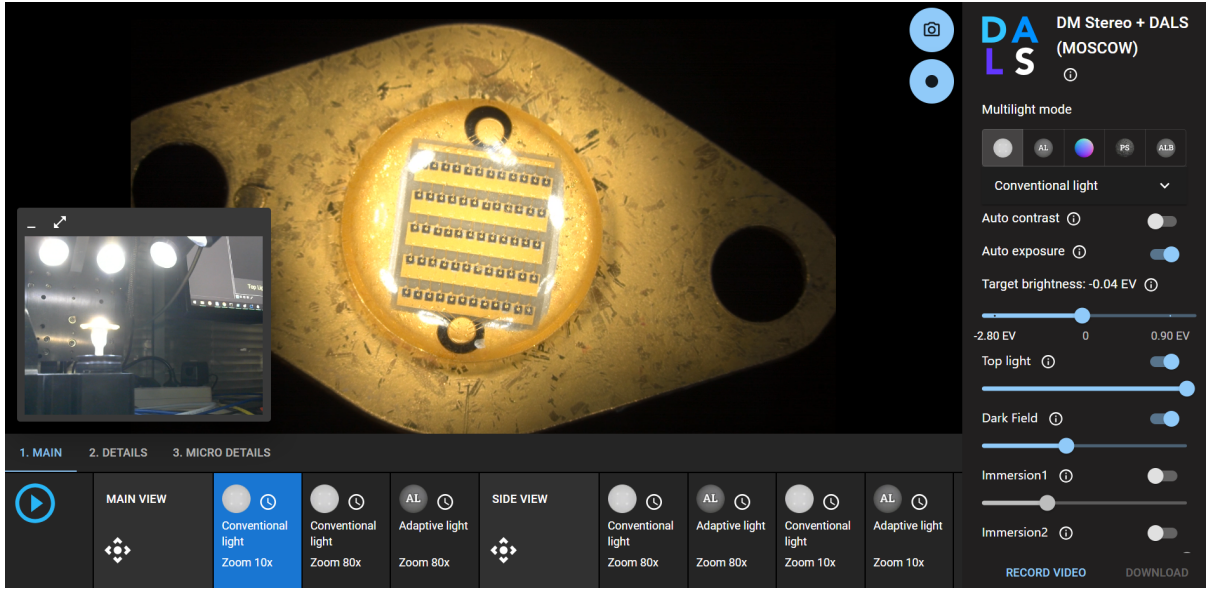 DALS
DM Stereo + DALS
(MOSCOW)
Multilight mode
AL
PS
ALB
Conventional light
Auto contrast
Auto exposure
Target brightness: -0.04 EV
-2.80 EV
0
0.90 EV
Top light
Dark Field
Immersion1
Immersion2
RECORD VIDEO
DOWNLOAD
1. MAIN
2. DETAILS
3. MICRO DETAILS
MAIN VIEW
Conventional
light
Zoom 10x
Conventional
light
Zoom 80x
AL
Adaptive light
Zoom 80x
SIDE VIEW
Conventional
light
Zoom 80x
AL
Adaptive light
Zoom 80x
Conventional
light
Zoom 10x
AL
Adaptive light
Zoom 10x